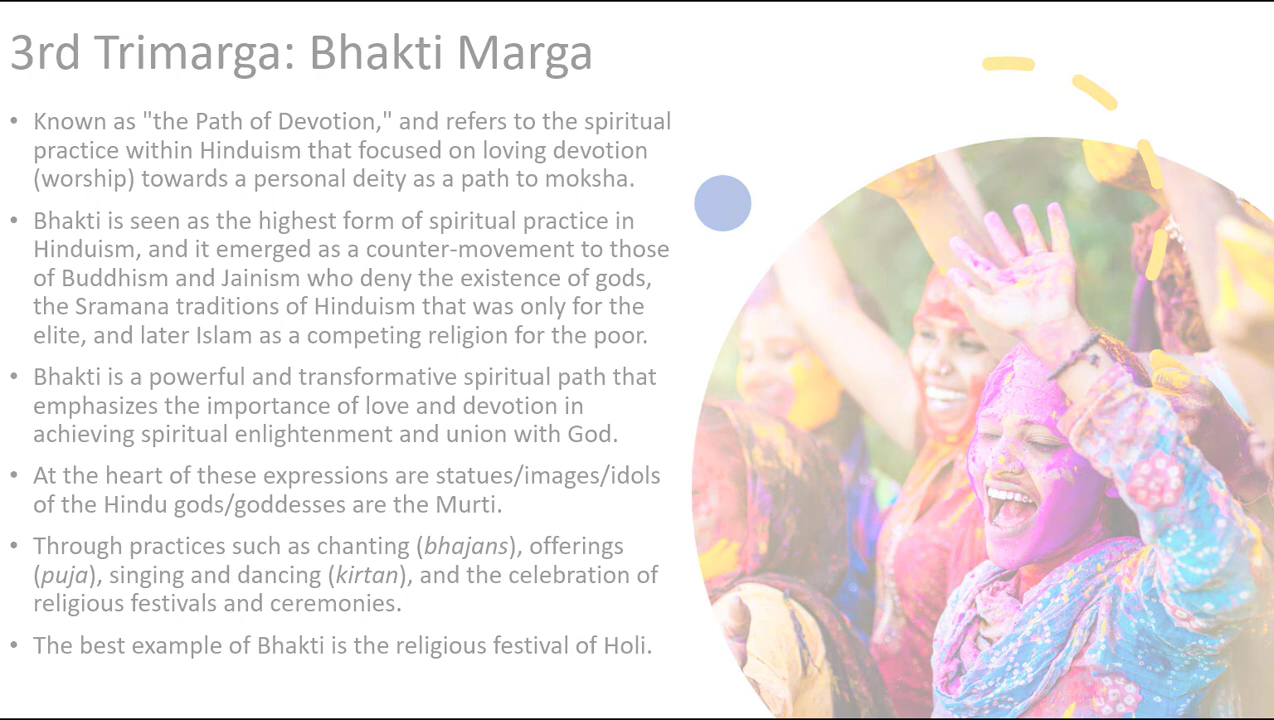 3rd Trimarga: Bhakti Marga
• Known as "the Path of Devotion," and refers to the spiritual
practice within Hinduism that focused on loving devotion
(worship) towards a personal deity as a path to moksha.
• Bhakti is seen as the highest form of spiritual practice in
Hinduism, and it emerged as a counter-movement to those
of Buddhism and Jainism who deny the existence of gods,
the Sramana traditions of Hinduism that was only for the
elite, and later Islam as a competing religion for the poor.
• Bhakti is a powerful and transformative spiritual path that
emphasizes the importance of love and devotion in
achieving spiritual enlightenment and union with God.
• At the heart of these expressions are statues/images/idols
of the Hindu gods/goddesses are the Murti.
• Through practices such as chanting (bhajans), offerings
(puja), singing and dancing (kirtan), and the celebration of
religious festivals and ceremonies.
• The best example of Bhakti is the religious festival of Holi.